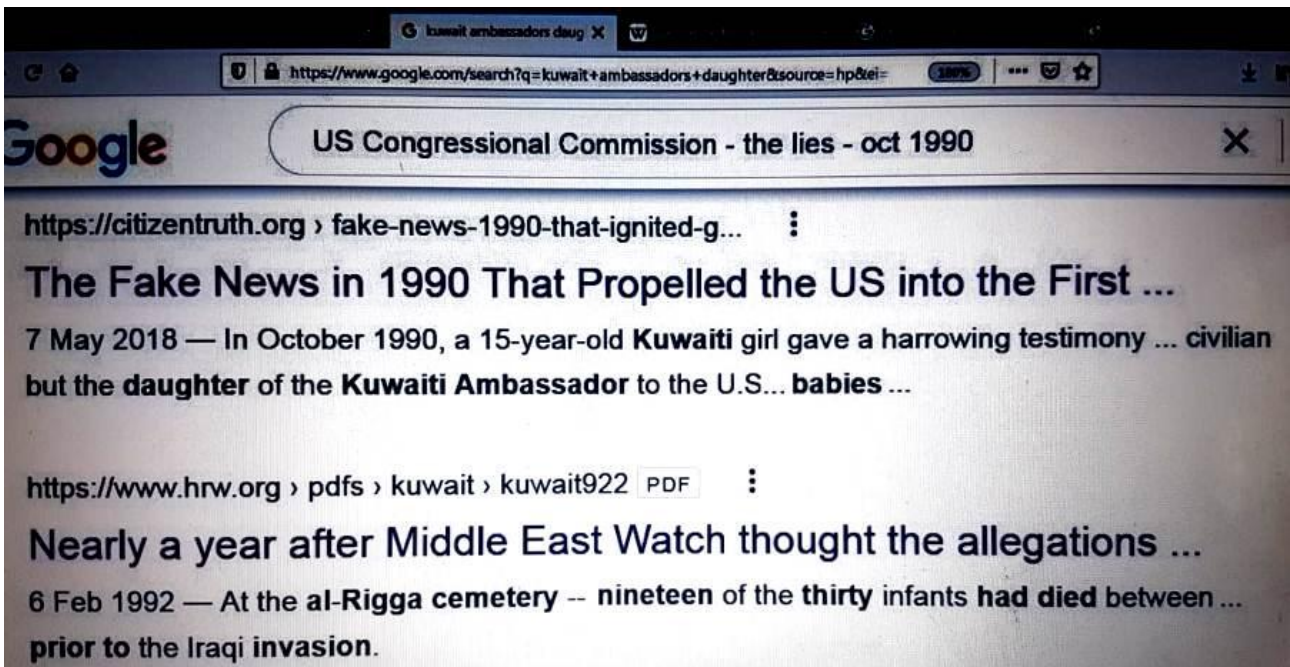 kuwait ambassadors daug
https://www.google.com/search?q=kuwait+ambassadors+daughter&source=hp&ei=
Google
US Congressional Commission - the lies - oct 1990
https://citizentruth.org › fake-news-1990-that-ignited-g...
The Fake News in 1990 That Propelled the US into the First ...
7 May 2018 — In October 1990, a 15-year-old Kuwaiti girl gave a harrowing testimony ... civilian
but the daughter of the Kuwaiti Ambassador to the U.S... babies ...
https://www.hrw.org › pdfs › kuwait › kuwait922 PDF
Nearly a year after Middle East Watch thought the allegations ...
6 Feb 1992 — At the al-Rigga cemetery -- nineteen of the thirty infants had died between ...
prior to the Iraqi invasion.